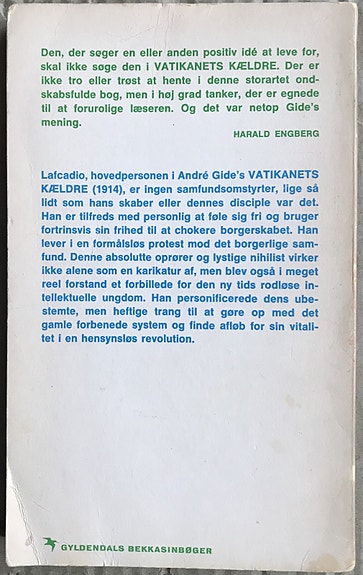 Den, der søger en eller anden positiv idé at leve for,
skal ikke søge den i VATIKANETS KÆLDRE. Der er
ikke tro eller trøst at hente i denne storartet ond-
skabsfulde bog, men i høj grad tanker, der er egnede
til at forurolige læseren. Og det var netop Gide's
mening.
HARALD ENGBERG
Lafcadio, hovedpersonen i André Gide's VATIKANETS
KÆLDRE (1914), er ingen samfundsomstyrter, lige så
lidt som hans skaber eller dennes disciple var det.
Han er tilfreds med personlig at føle sig fri og bruger
fortrinsvis sin frihed til at chokere borgerskabet. Han
lever i en formålsløs protest mod det borgerlige sam-
fund. Denne absolutte oprører og lystige nihilist virker
ikke alene som en karikatur af, men blev også i meget
reel forstand et forbillede for den ny tids rodløse in-
tellektuelle ungdom. Han personificerede dens ube-
stemte, men heftige trang til at gøre op med det
gamle forbenede system og finde afløb for sin vitali-
tet i en hensynsløs revolution.
GYLDENDALS BEKKASINBØGER